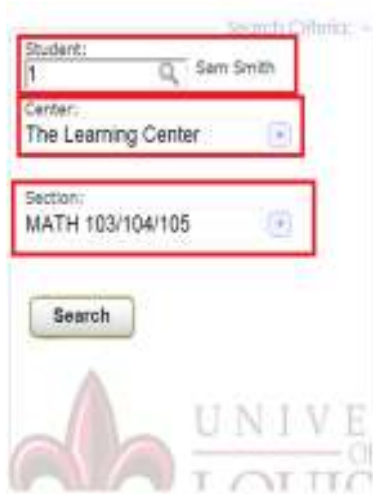 Search Criteria:
Student:
1 Sam Smith
Center:
The Learning Center
Section:
MATH 103/104/105
Search
UNIVE